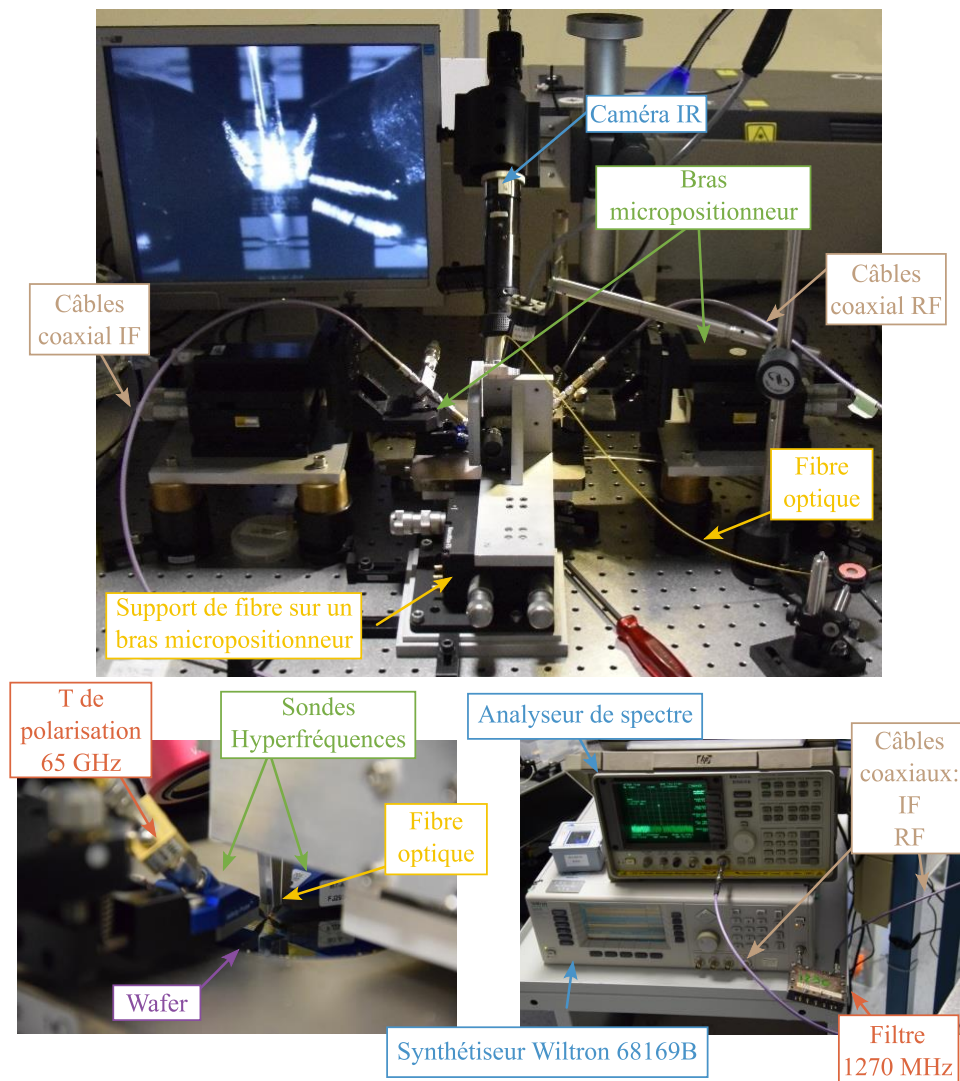 Caméra IR
Bras
micropositionneur
Câbles
coaxial IF
Câbles
coaxial RF
Fibre
optique
Support de fibre sur un
bras micropositionneur
T de
polarisation
65 GHz
Sondes
Hyperfréquences
Fibre
optique
Wafer
Analyseur de spectre
Câbles
coaxiaux:
IF
RF
Synthétiseur Wiltron 68169B
Filtre
1270 MHz